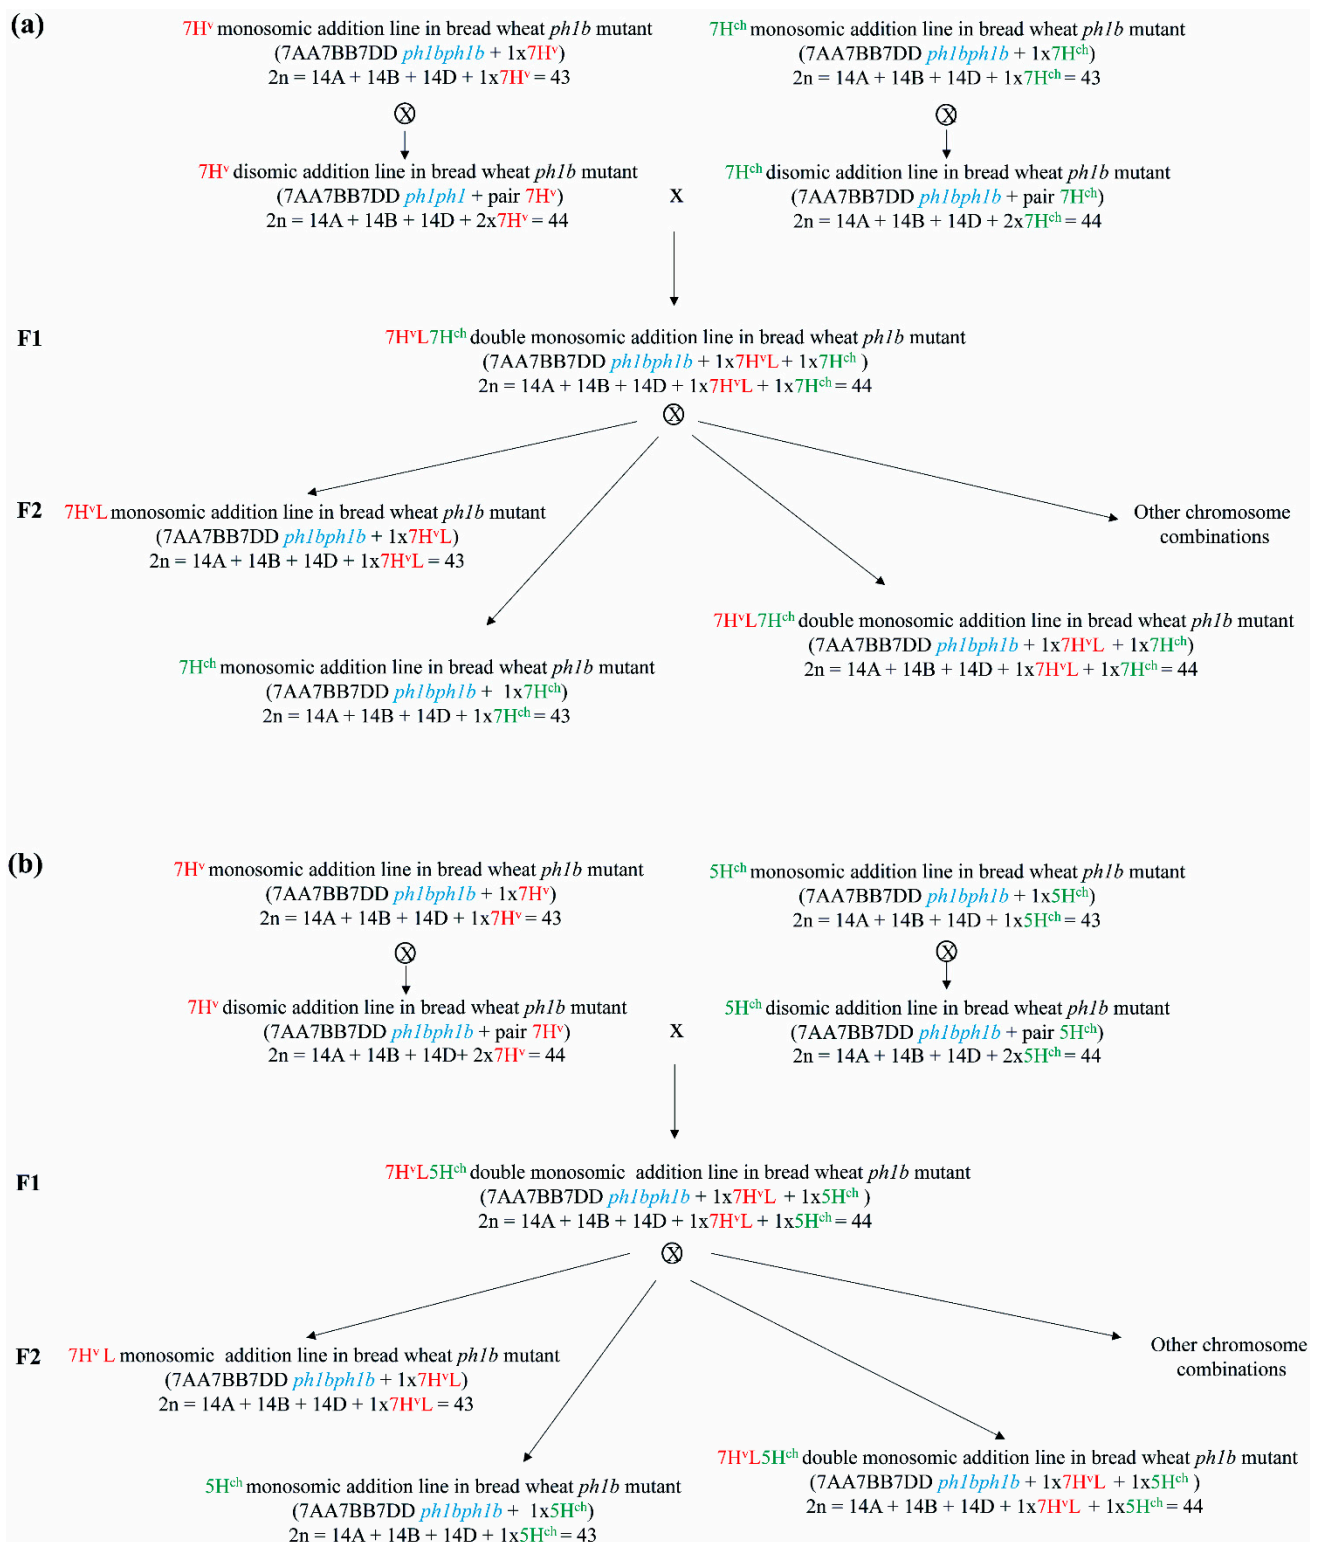 (a)
7Hᵛ monosomic addition line in bread wheat ph1b mutant
(7AA7BB7DD ph1bph1b + 1x7Hᵛ)
2n = 14A + 14B + 14D + 1x7Hᵛ = 43
7Hᶜʰ monosomic addition line in bread wheat ph1b mutant
(7AA7BB7DD ph1bph1b + 1x7Hᶜʰ)
2n = 14A + 14B + 14D + 1x7Hᶜʰ = 43
X
X
7Hᵛ disomic addition line in bread wheat ph1b mutant
(7AA7BB7DD ph1ph1 + pair 7Hᵛ)
2n = 14A + 14B + 14D + 2x7Hᵛ = 44
X
7Hᶜʰ disomic addition line in bread wheat ph1b mutant
(7AA7BB7DD ph1bph1b + pair 7Hᶜʰ)
2n = 14A + 14B + 14D + 2x7Hᶜʰ = 44
F1
7HᵛL7Hᶜʰ double monosomic addition line in bread wheat ph1b mutant
(7AA7BB7DD ph1bph1b + 1x7HᵛL + 1x7Hᶜʰ )
2n = 14A + 14B + 14D + 1x7HᵛL + 1x7Hᶜʰ = 44
X
F2
7HᵛL monosomic addition line in bread wheat ph1b mutant
(7AA7BB7DD ph1bph1b + 1x7HᵛL)
2n = 14A + 14B + 14D + 1x7HᵛL = 43
Other chromosome
combinations
7HᵛL7Hᶜʰ double monosomic addition line in bread wheat ph1b mutant
(7AA7BB7DD ph1bph1b + 1x7HᵛL + 1x7Hᶜʰ)
2n = 14A + 14B + 14D + 1x7HᵛL + 1x7Hᶜʰ = 44
7Hᶜʰ monosomic addition line in bread wheat ph1b mutant
(7AA7BB7DD ph1bph1b + 1x7Hᶜʰ)
2n = 14A + 14B + 14D + 1x7Hᶜʰ = 43
(b)
7Hᵛ monosomic addition line in bread wheat ph1b mutant
(7AA7BB7DD ph1bph1b + 1x7Hᵛ)
2n = 14A + 14B + 14D + 1x7Hᵛ = 43
5Hᶜʰ monosomic addition line in bread wheat ph1b mutant
(7AA7BB7DD ph1bph1b + 1x5Hᶜʰ)
2n = 14A + 14B + 14D + 1x5Hᶜʰ = 43
X
X
7Hᵛ disomic addition line in bread wheat ph1b mutant
(7AA7BB7DD ph1bph1b + pair 7Hᵛ)
2n = 14A + 14B + 14D+ 2x7Hᵛ = 44
X
5Hᶜʰ disomic addition line in bread wheat ph1b mutant
(7AA7BB7DD ph1bph1b + pair 5Hᶜʰ)
2n = 14A + 14B + 14D + 2x5Hᶜʰ = 44
F1
7HᵛL5Hᶜʰ double monosomic addition line in bread wheat ph1b mutant
(7AA7BB7DD ph1bph1b + 1x7HᵛL + 1x5Hᶜʰ )
2n = 14A + 14B + 14D + 1x7HᵛL + 1x5Hᶜʰ = 44
X
F2
7Hᵛ L monosomic addition line in bread wheat ph1b mutant
(7AA7BB7DD ph1bph1b + 1x7HᵛL)
2n = 14A + 14B + 14D + 1x7HᵛL = 43
Other chromosome
combinations
7HᵛL5Hᶜʰ double monosomic addition line in bread wheat ph1b mutant
(7AA7BB7DD ph1bph1b + 1x7HᵛL + 1x5Hᶜʰ )
2n = 14A + 14B + 14D + 1x7HᵛL + 1x5Hᶜʰ = 44
5Hᶜʰ monosomic addition line in bread wheat ph1b mutant
(7AA7BB7DD ph1bph1b + 1x5Hᶜʰ)
2n = 14A + 14B + 14D + 1x5Hᶜʰ = 43